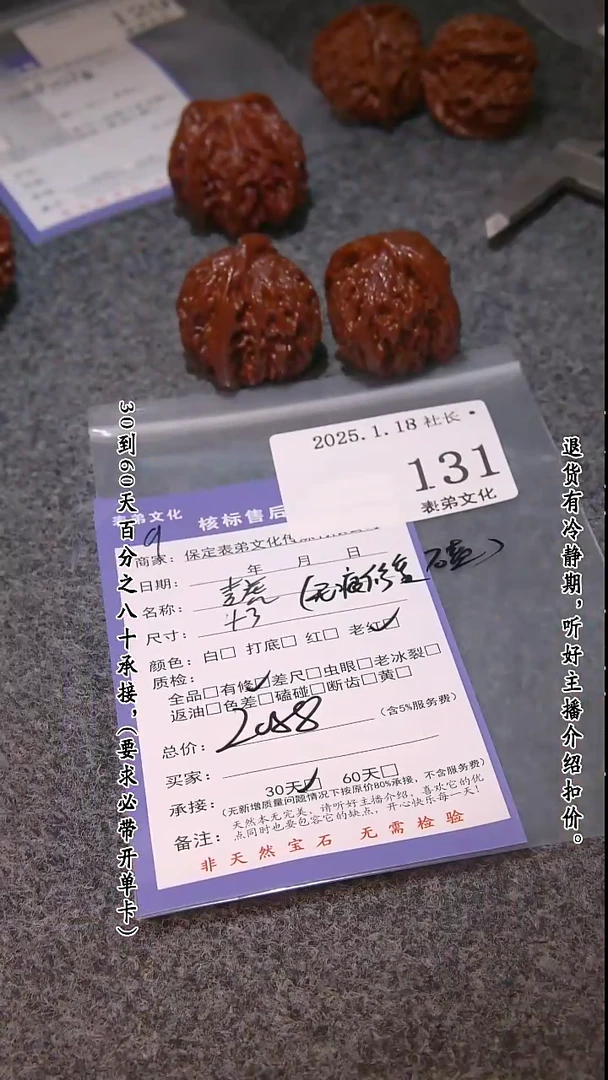 30到60天百分之八十承接,(要求必带开单卡)
退货有冷静期,听好主播介绍扣价。
2025.1.18 社长
131
表弟文化
表弟文化 核标售后
9
商家: 保定表弟文化
日期: 年 月 日
名称:
尺寸: 43
颜色: 白□ 打底□ 红□ 老红☑
质检:
全品□有修☑差尺□虫眼□老冰裂□
返油□色差□磕碰□断齿□黄□
总价: 2088 (含5%服务费)
买家:
承接: 30天☑ 60天□
(无新增质量问题情况下按原价80%承接,不含服务费)
备注: 天然本无完美,请听好主播介绍,喜欢它的优
点同时也要包容它的缺点,开心快乐每一天!
非天然宝石 无需检验